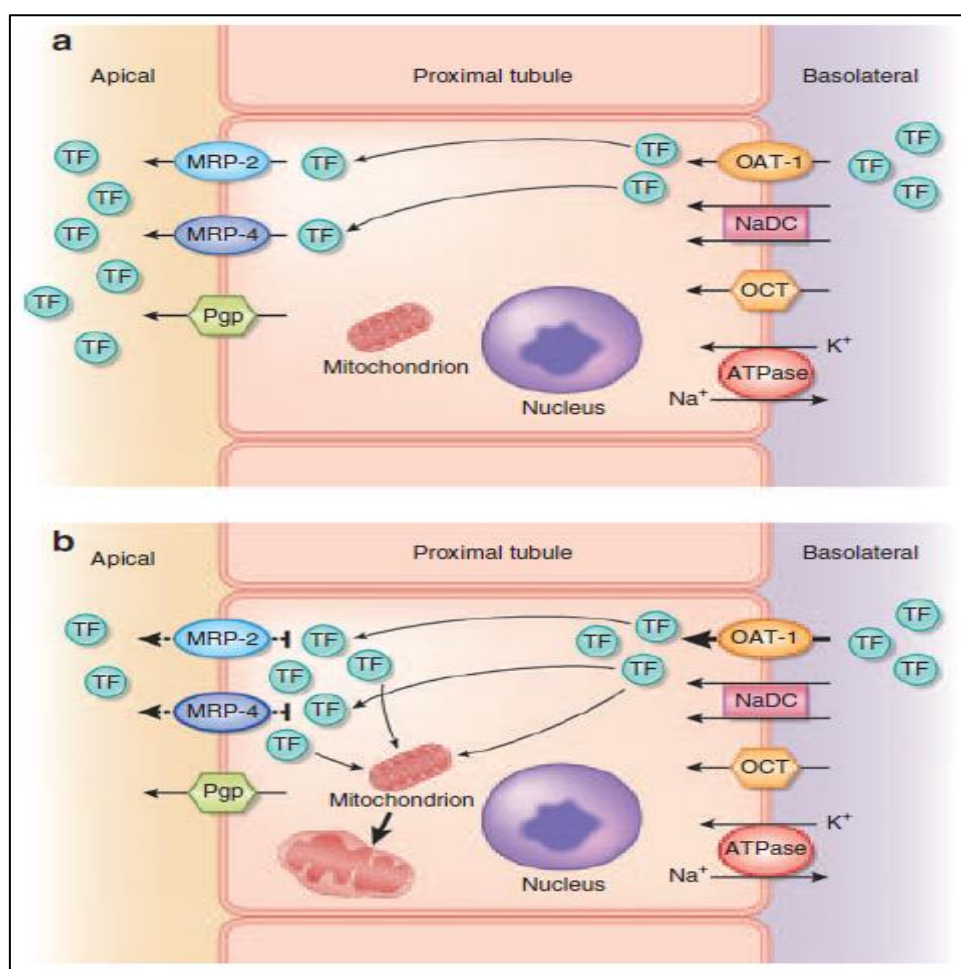 a
Apical
Proximal tubule
Basolateral
TF
MRP-2
TF
TF
OAT-1
TF
TF
TF
TF
TF
MRP-4
TF
NaDC
TF
TF
Pgp
OCT
TF
Mitochondrion
K+
ATPase
Nucleus
Na+
b
Apical
Proximal tubule
Basolateral
TF
MRP-2
TF
TF
TF
OAT-1
TF
TF
TF
TF
TF
TF
TF
MRP-4
TF
NaDC
TF
Pgp
Mitochondrion
OCT
K+
ATPase
Nucleus
Na+